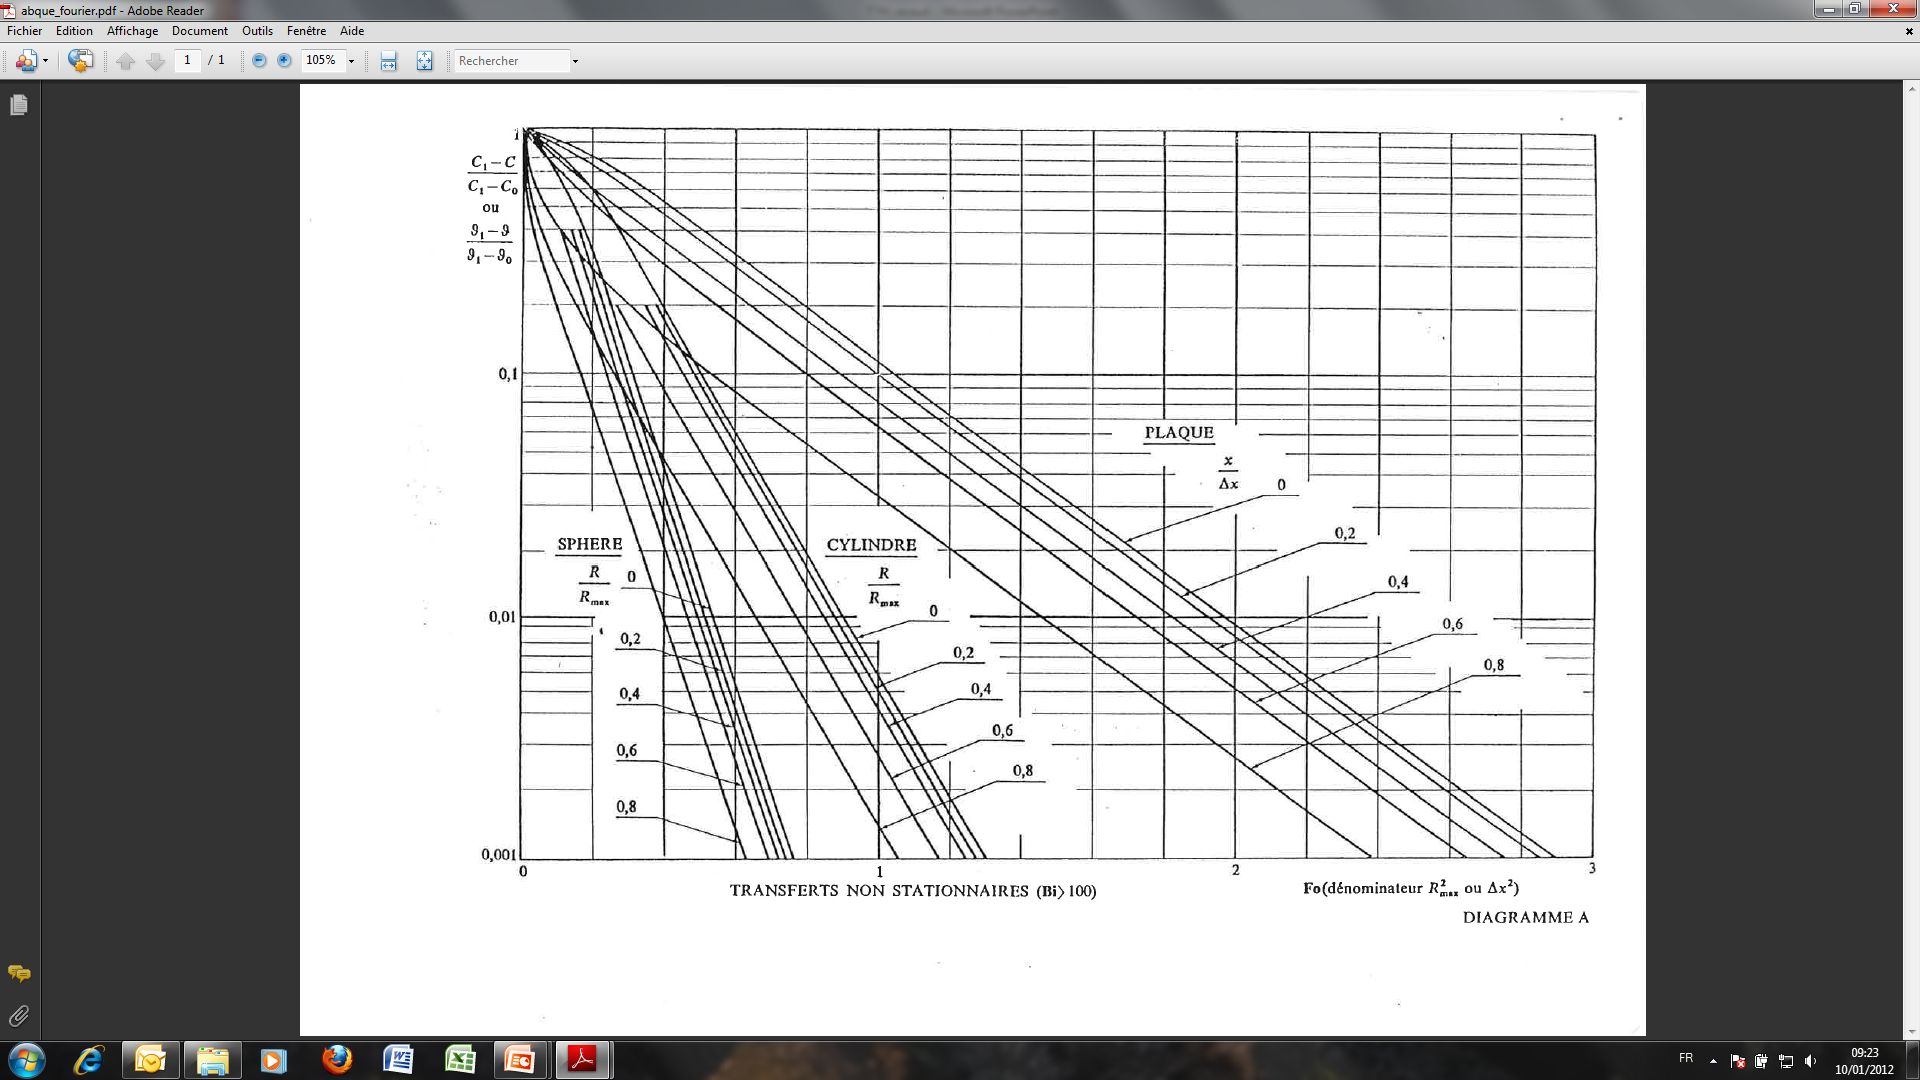 abque_fourier.pdf - Adobe Reader
Fichier Edition Affichage Document Outils Fenêtre Aide
1 / 1 105% Rechercher
1
C₁ – C
C₁ – C₀
ou
ϑ₁ – ϑ
ϑ₁ – ϑ₀
0,1
PLAQUE
x
Δx
0
0,2
0,4
0,6
0,8
SPHERE
R
Rmax
0
0,2
0,4
0,6
0,8
CYLINDRE
R
Rmax
0
0,2
0,4
0,6
0,8
0,01
0,001
0 1 2 3
TRANSFERTS NON STATIONNAIRES (Bi〉100)
Fo(dénominateur R²max ou Δx²)
DIAGRAMME A
FR
09:23
10/01/2012